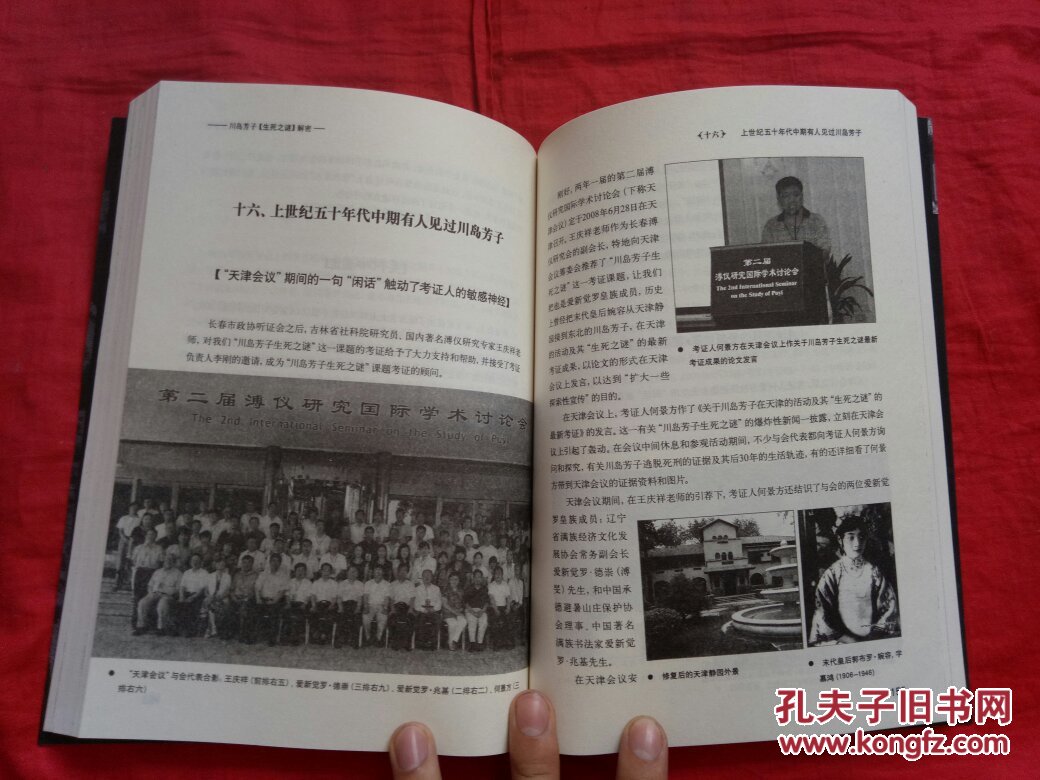 川岛芳子【生死之谜】解密
十六、上世纪五十年代中期有人见过川岛芳子
【“天津会议”期间的一句“闲话”触动了考证人的敏感神经】
长春市政协听证会之后，吉林省社科院研究员、国内著名溥仪研究专家王庆祥老
师，对我们“川岛芳子生死之谜”这一课题的考证给予了大力支持和帮助，并接受了考证
负责人李刚的邀请，成为“川岛芳子生死之谜”课题考证的顾问。
第二届溥仪研究国际学术讨论会
The 2nd International Seminar on the Study of Puyi
● “天津会议”与会代表合影：王庆祥（前排右五）、爱新觉罗·德崇（三排右九）、爱新觉罗·兆基（二排右二）、何景方（三
排右六）
《十六》 上世纪五十年代中期有人见过川岛芳子
刚好，两年一届的第二届溥
仪研究国际学术讨论会（下称天
津会议）定于2008年6月28日在天
津召开，王庆祥老师作为长春溥
仪研究会的副会长，特地向天津
会议筹委会推荐了“川岛芳子生
死之谜”这一考证课题，让我们
把也是爱新觉罗皇族成员，历史
上曾经把末代皇后婉容从天津静
园接到东北的川岛芳子，在天津
的活动及其“生死之谜”的最新
考证成果，以论文的形式在天津
会议上发言，以达到“扩大一些
探索性宣传”的目的。
第二届
溥仪研究国际学术讨论会
The 2nd International Seminar
on the Study of Puyi
● 考证人何景方在天津会议上作关于川岛芳子生死之谜最新
考证成果的论文发言
在天津会议上，考证人何景方作了《关于川岛芳子在天津的活动及其“生死之谜”的
最新考证》的发言。这一有关“川岛芳子生死之谜”的爆炸性新闻一披露，立刻在天津会
议上引起了轰动。在会议中间休息和参观活动期间，不少与会代表都向考证人何景方询
问和探究，有关川岛芳子逃脱死刑的证据及其后30年的生活轨迹，有的还详细看了何景
方带到天津会议的证据资料和图片。
天津会议期间，在王庆祥老师的引荐下，考证人何景方还结识了与会的两位爱新觉
罗皇族成员：辽宁
省满族经济文化发
展协会常务副会长
爱新觉罗·德崇（溥
旻）先生，和中国承
德避暑山庄保护协
会理事、中国著名
满族书法家爱新觉
罗·兆基先生。
在天津会议安
● 修复后的天津静园外景
● 末代皇后郭布罗·婉容，字
慕鸿（1906-1946）
孔夫子旧书网
www.kongfz.com